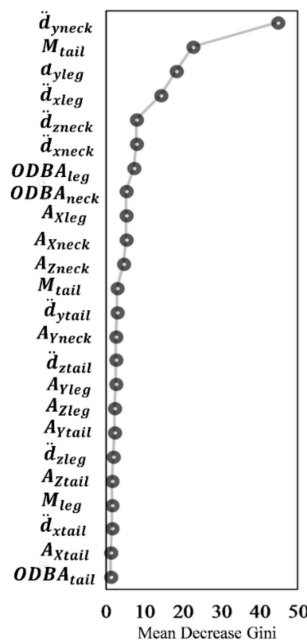 d̈yneck
Mtail
ayleg
d̈xleg
d̈zneck
d̈xneck
ODBAleg
ODBAneck
AXleg
AXneck
AZneck
Mtail
d̈ytail
AYneck
d̈ztail
AYleg
AZleg
AYtail
d̈zleg
AZtail
Mleg
d̈xtail
AXtail
ODBAtail
0 10 20 30 40 50
Mean Decrease Gini